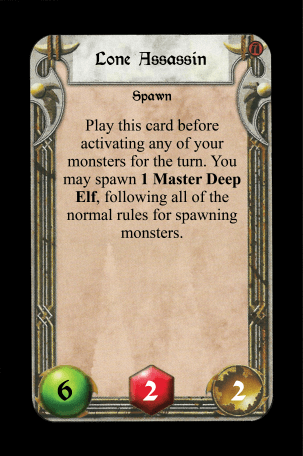 Lone Assassin
Spawn
Play this card before
activating any of your
monsters for the turn. You
may spawn 1 Master Deep
Elf, following all of the
normal rules for spawning
monsters.
6
2
2